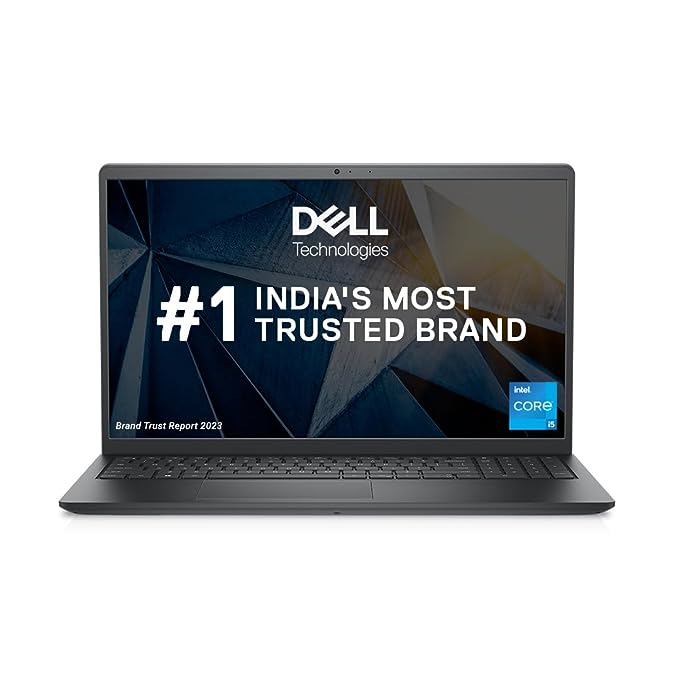 DELL
Technologies
#1 INDIA'S MOST
TRUSTED BRAND
intel
CORE
i5
Brand Trust Report 2023